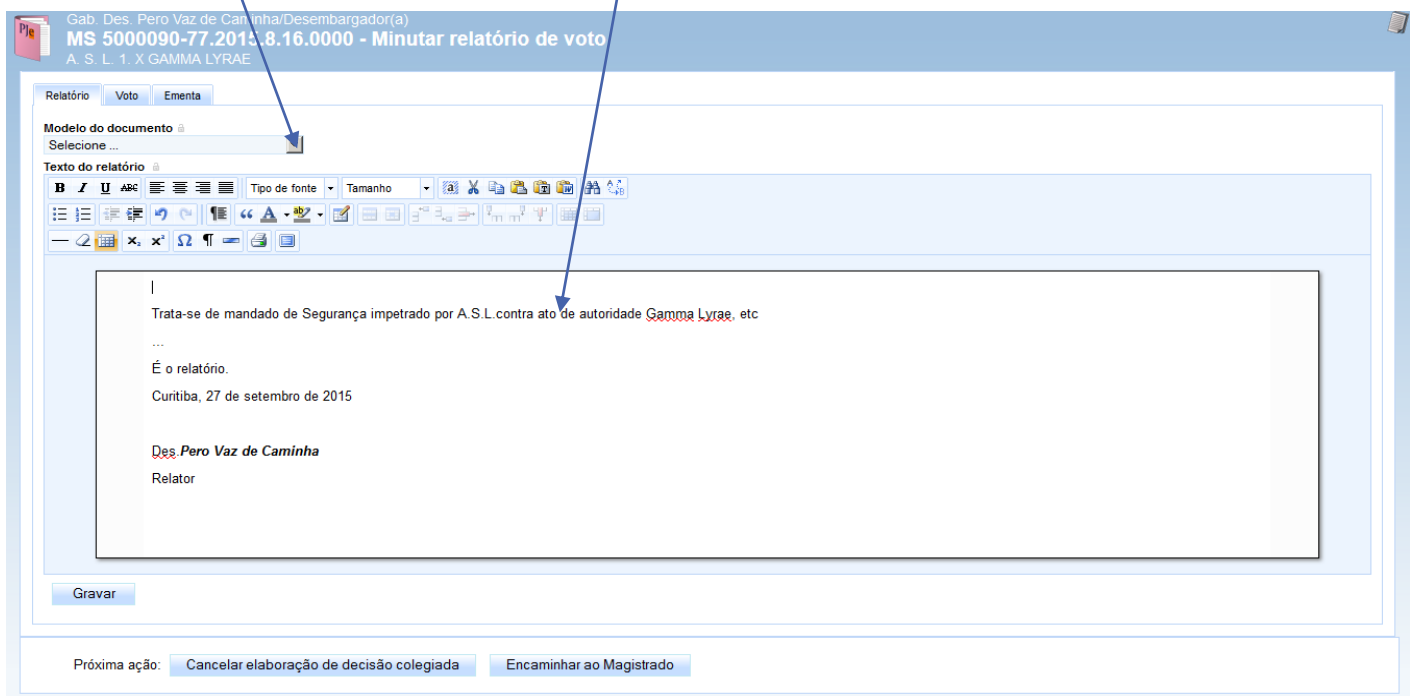 PJe
Gab. Des. Pero Vaz de Caminha/Desembargador(a)
MS 5000090-77.2015.8.16.0000 - Minutar relatório de voto
A. S. L. 1. X GAMMA LYRAE
Relatório Voto Ementa
Modelo do documento
Selecione ...
Texto do relatório
B I U ABC Tipo de fonte Tamanho
Trata-se de mandado de Segurança impetrado por A.S.L.contra ato de autoridade Gamma Lyrae, etc
...
É o relatório.
Curitiba, 27 de setembro de 2015
Des.Pero Vaz de Caminha
Relator
Gravar
Próxima ação: Cancelar elaboração de decisão colegiada Encaminhar ao Magistrado